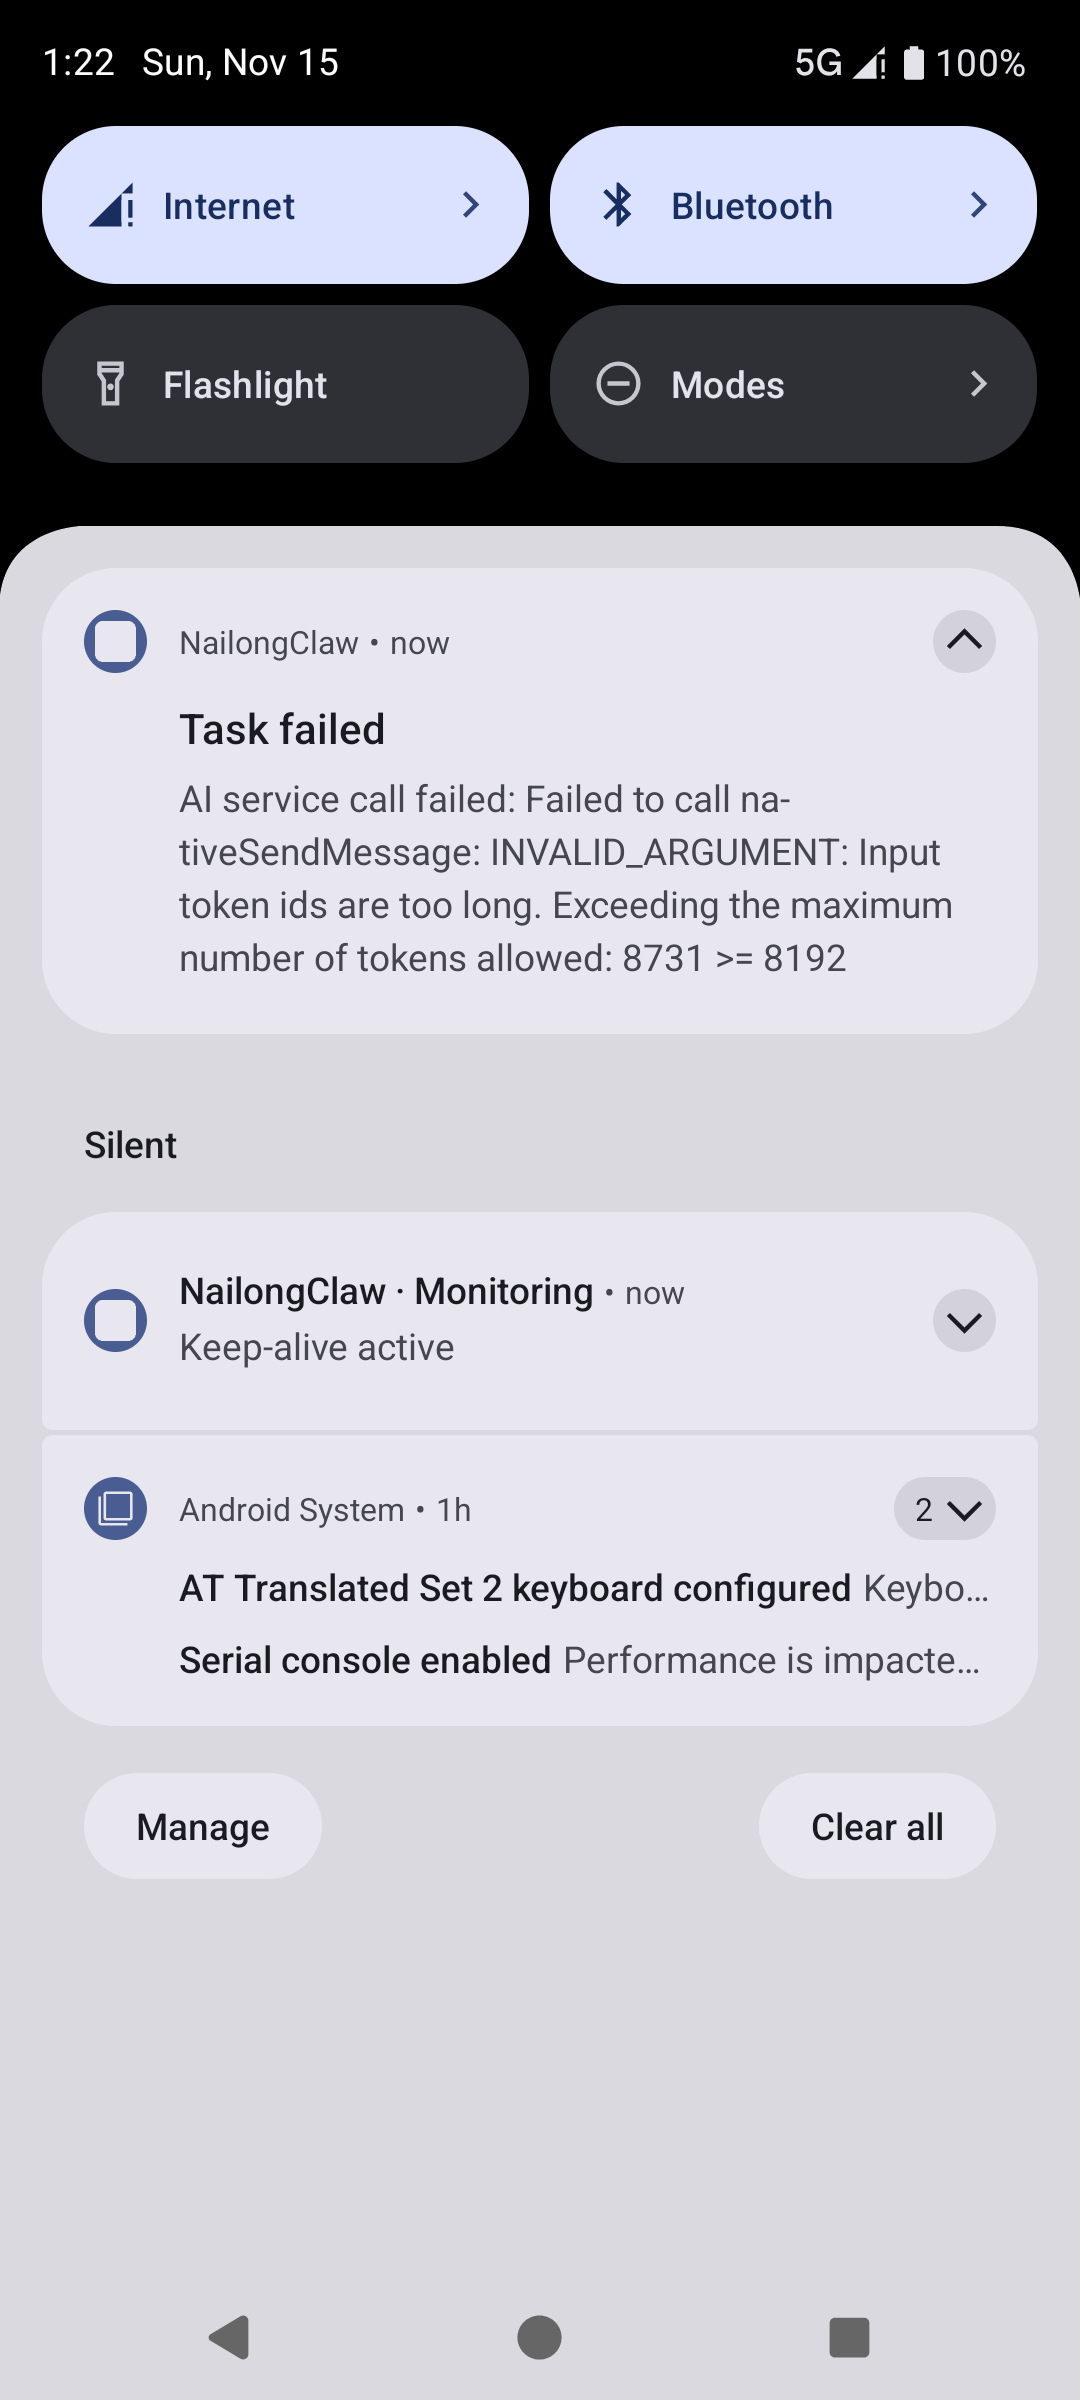 1:22 Sun, Nov 15 5G 100%
Internet
Bluetooth
Flashlight
Modes
NailongClaw • now
Task failed
AI service call failed: Failed to call na-
tiveSendMessage: INVALID_ARGUMENT: Input
token ids are too long. Exceeding the maximum
number of tokens allowed: 8731 >= 8192
Silent
NailongClaw · Monitoring • now
Keep-alive active
Android System • 1h 2
AT Translated Set 2 keyboard configured Keybo…
Serial console enabled Performance is impacte…
Manage
Clear all